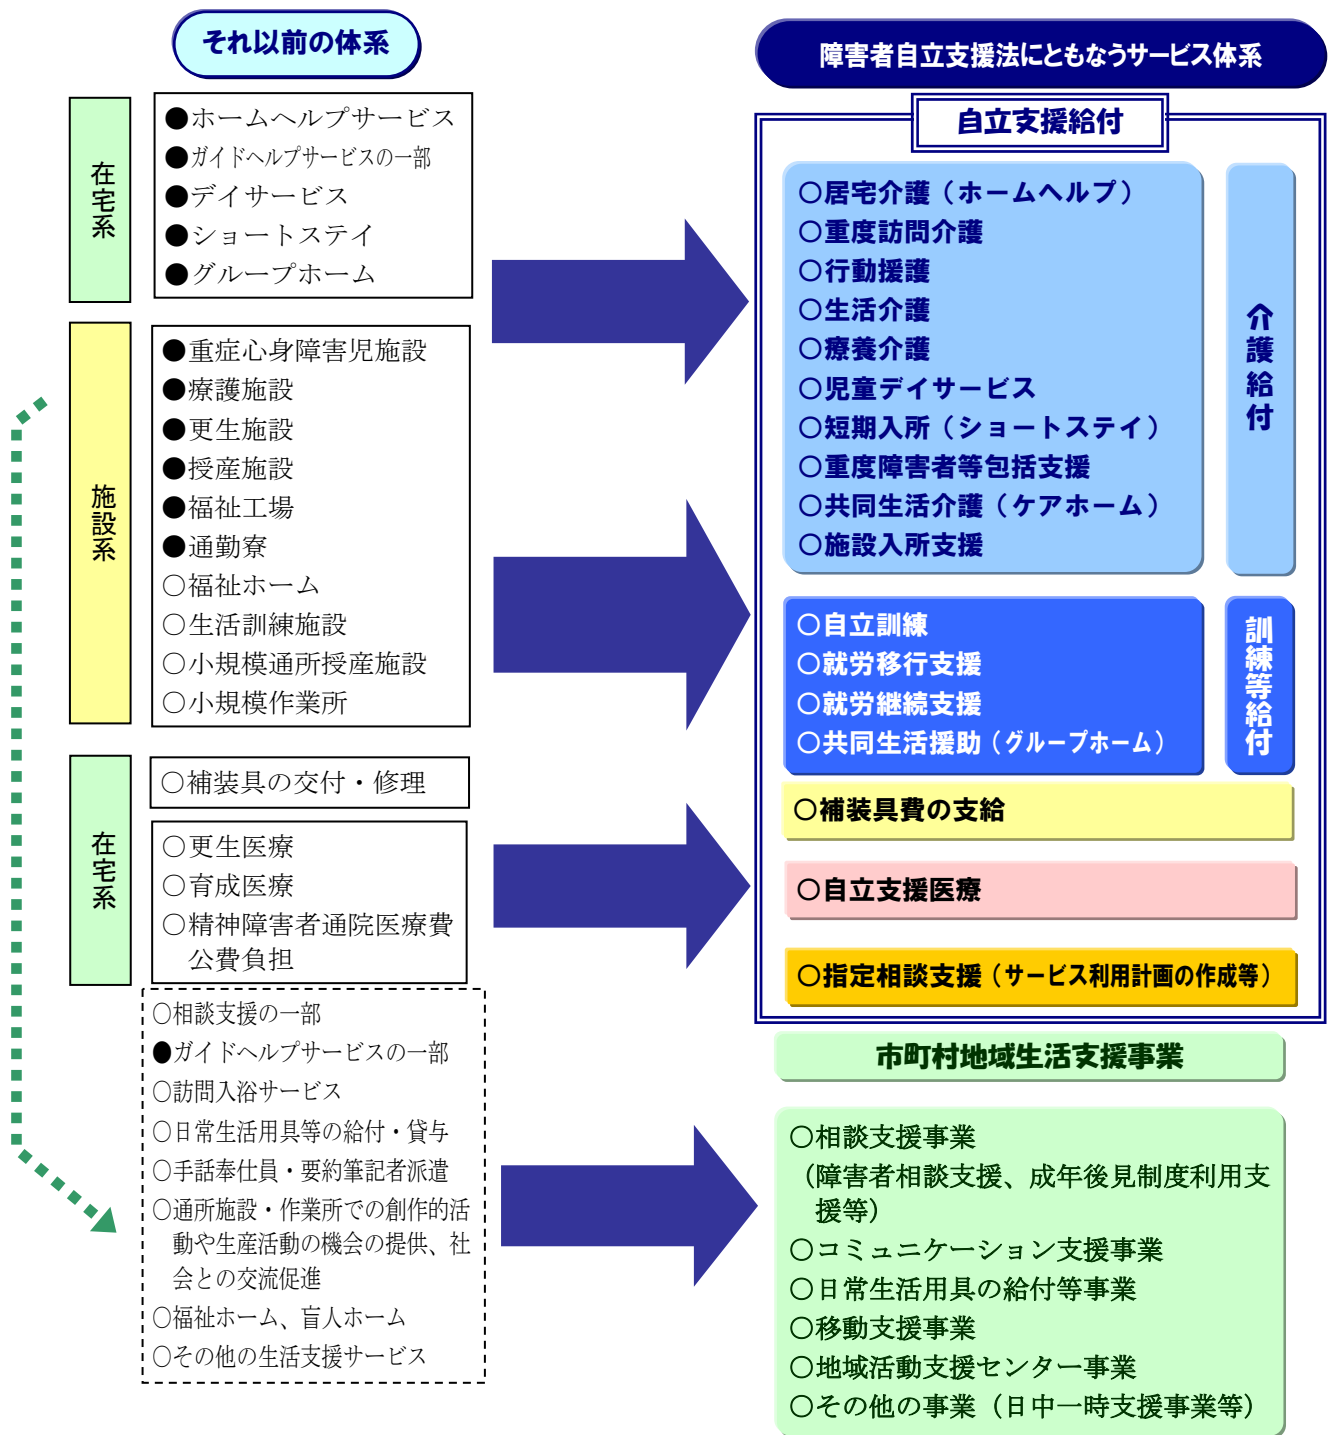 それ以前の体系
在宅系
●ホームヘルプサービス
●ガイドヘルプサービスの一部
●デイサービス
●ショートステイ
●グループホーム
施設系
●重症心身障害児施設
●療護施設
●更生施設
●授産施設
●福祉工場
●通勤寮
○福祉ホーム
○生活訓練施設
○小規模通所授産施設
○小規模作業所
在宅系
○補装具の交付・修理
○更生医療
○育成医療
○精神障害者通院医療費
公費負担
○相談支援の一部
●ガイドヘルプサービスの一部
○訪問入浴サービス
○日常生活用具等の給付・貸与
○手話奉仕員・要約筆記者派遣
○通所施設・作業所での創作的活
動や生産活動の機会の提供、社
会との交流促進
○福祉ホーム、盲人ホーム
○その他の生活支援サービス
障害者自立支援法にともなうサービス体系
自立支援給付
○居宅介護（ホームヘルプ）
○重度訪問介護
○行動援護
○生活介護
○療養介護
○児童デイサービス
○短期入所（ショートステイ）
○重度障害者等包括支援
○共同生活介護（ケアホーム）
○施設入所支援
介護給付
○自立訓練
○就労移行支援
○就労継続支援
○共同生活援助（グループホーム）
訓練等給付
○補装具費の支給
○自立支援医療
○指定相談支援（サービス利用計画の作成等）
市町村地域生活支援事業
○相談支援事業
（障害者相談支援、成年後見制度利用支
援等）
○コミュニケーション支援事業
○日常生活用具の給付等事業
○移動支援事業
○地域活動支援センター事業
○その他の事業（日中一時支援事業等）